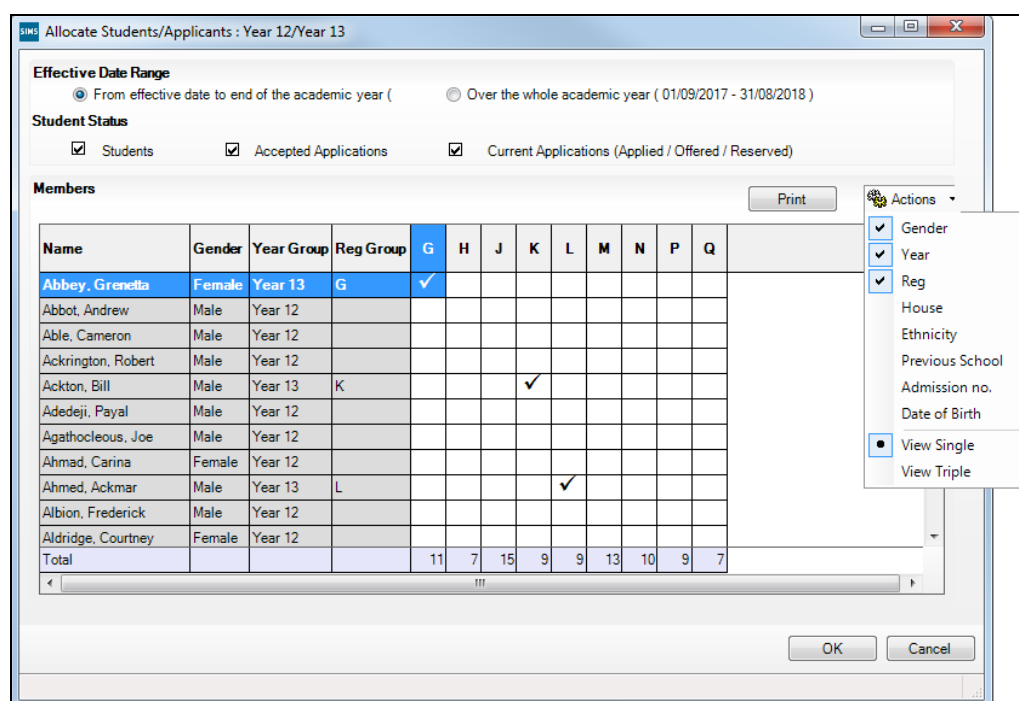 SIMS Allocate Students/Applicants : Year 12/Year 13
Effective Date Range
From effective date to end of the academic year ( Over the whole academic year ( 01/09/2017 - 31/08/2018 )
Student Status
Students Accepted Applications Current Applications (Applied / Offered / Reserved)
Members
Print Actions
Name Gender Year Group Reg Group G H J K L M N P Q
Abbey, Grenetta Female Year 13 G
Abbot, Andrew Male Year 12
Able, Cameron Male Year 12
Ackrington, Robert Male Year 12
Ackton, Bill Male Year 13 K
Adedeji, Payal Male Year 12
Agathocleous, Joe Male Year 12
Ahmad, Carina Female Year 12
Ahmed, Ackmar Male Year 13 L
Albion, Frederick Male Year 12
Aldridge, Courtney Female Year 12
Total 11 7 15 9 9 13 10 9 7
Gender
Year
Reg
House
Ethnicity
Previous School
Admission no.
Date of Birth
View Single
View Triple
OK Cancel